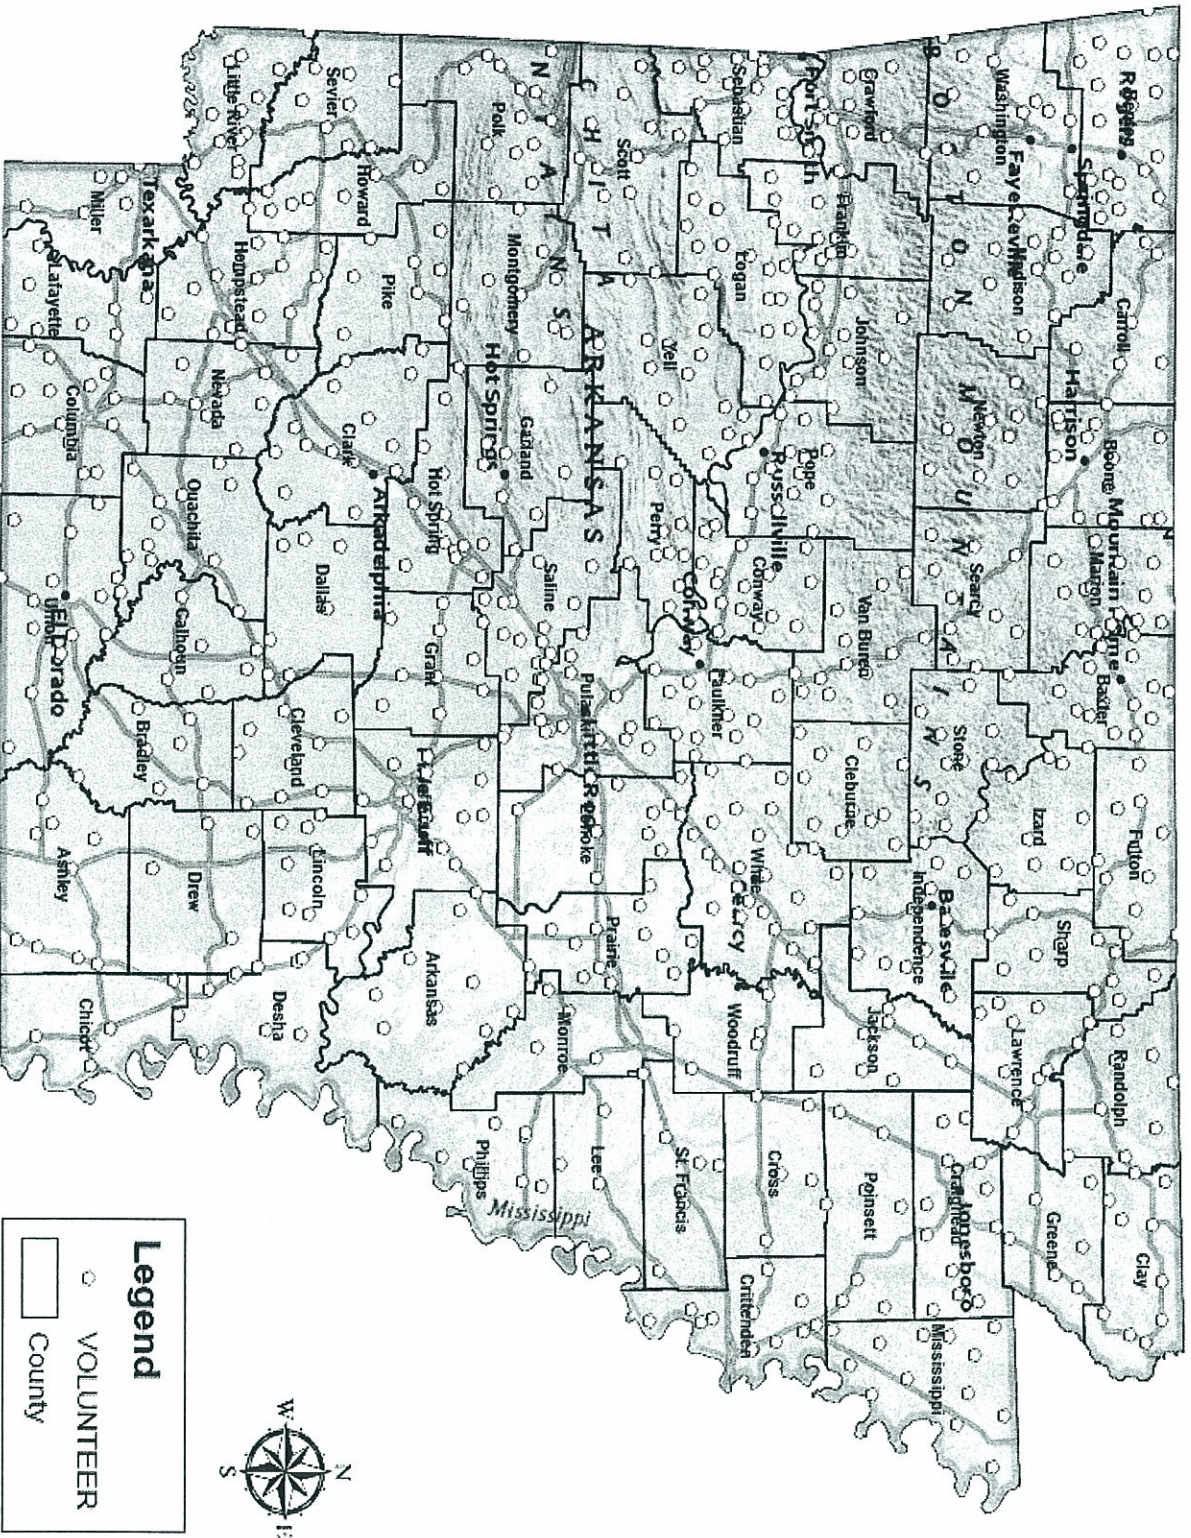 Benton
Rogers
Carroll
Boone
Mountain Home
Marion
Baxter
Fulton
Randolph
Clay
Springdale
Harrison
Washington
Fayetteville
Madison
Newton
Searcy
Stone
Izard
Sharp
Lawrence
Greene
BOSTON MOUNTAINS
Crawford
Franklin
Johnson
Van Buren
Cleburne
Independence
Batesville
Jackson
Craighead
Jonesboro
Mississippi
Poinsett
Fort Smith
Sebastian
Logan
Pope
Russellville
Conway
Conway
Faulkner
White
Searcy
Woodruff
Cross
Crittenden
Scott
Yell
Perry
ARKANSAS
Pulaski
Little Rock
Lonoke
Prairie
Monroe
St. Francis
Lee
Polk
Montgomery
Garland
Hot Springs
Saline
Hot Spring
Grant
Jefferson
Arkansas
Phillips
Mississippi
Sevier
Howard
Pike
Clark
Arkadelphia
Dallas
Cleveland
Lincoln
Desha
Little River
Hempstead
Nevada
Ouachita
Calhoun
Bradley
Drew
Texarkana
Miller
Lafayette
Columbia
Union
El Dorado
Ashley
Chicot
N
W
E
S
Legend
VOLUNTEER
County